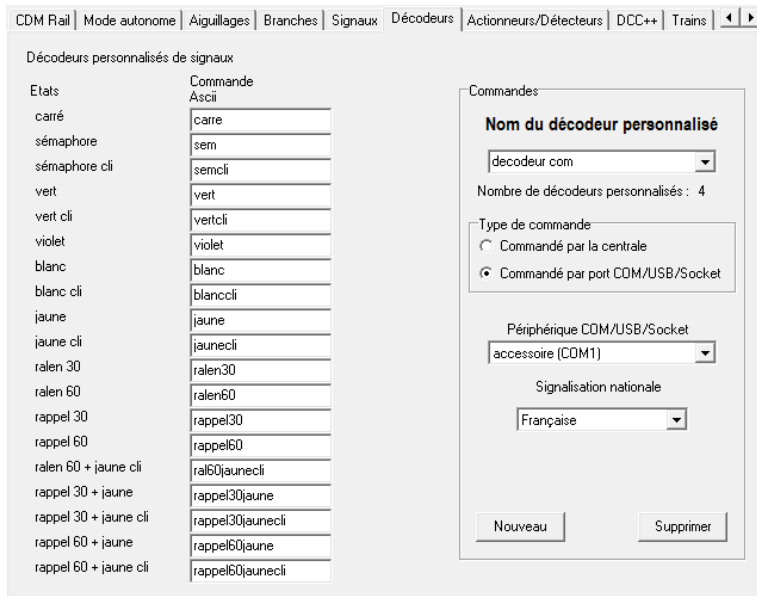 CDM Rail Mode autonome Aiguillages Branches Signaux Décodeurs Actionneurs/Détecteurs DCC++ Trains
Décodeurs personnalisés de signaux
Etats
Commande
Ascii
carré carre
sémaphore sem
sémaphore cli semcli
vert vert
vert cli vertcli
violet violet
blanc blanc
blanc cli blanccli
jaune jaune
jaune cli jaunecli
ralen 30 ralen30
ralen 60 ralen60
rappel 30 rappel30
rappel 60 rappel60
ralen 60 + jaune cli ral60jaunecli
rappel 30 + jaune rappel30jaune
rappel 30 + jaune cli rappel30jaunecli
rappel 60 + jaune rappel60jaune
rappel 60 + jaune cli rappel60jaunecli
Commandes
Nom du décodeur personnalisé
decodeur com
Nombre de décodeurs personnalisés : 4
Type de commande
Commandé par la centrale
Commandé par port COM/USB/Socket
Périphérique COM/USB/Socket
accessoire (COM1)
Signalisation nationale
Française
Nouveau Supprimer